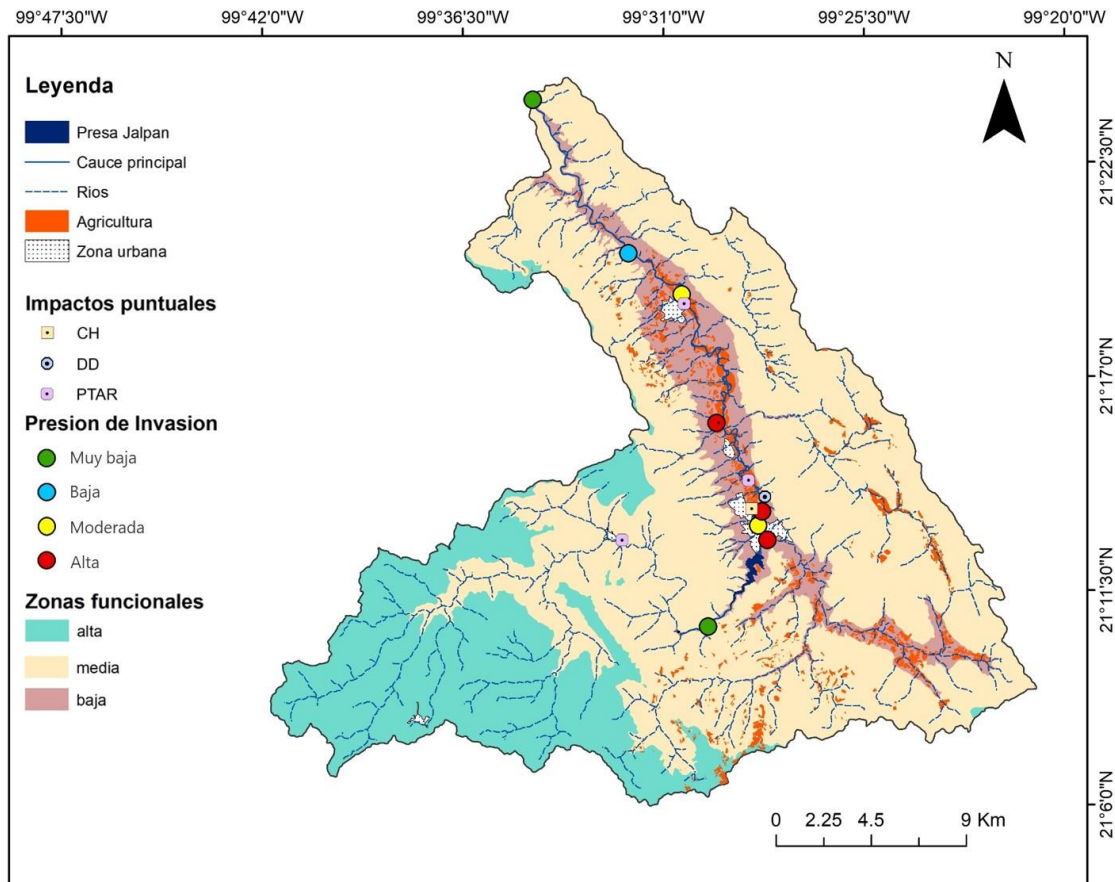 99°47'30"W 99°42'0"W 99°36'30"W 99°31'0"W 99°25'30"W 99°20'0"W
N
Leyenda
Presa Jalpan
Cauce principal
Rios
Agricultura
Zona urbana
Impactos puntuales
CH
DD
PTAR
Presion de Invasion
Muy baja
Baja
Moderada
Alta
Zonas funcionales
alta
media
baja
21°22'30"N
21°17'0"N
21°11'30"N
21°6'0"N
0 2.25 4.5 9 Km